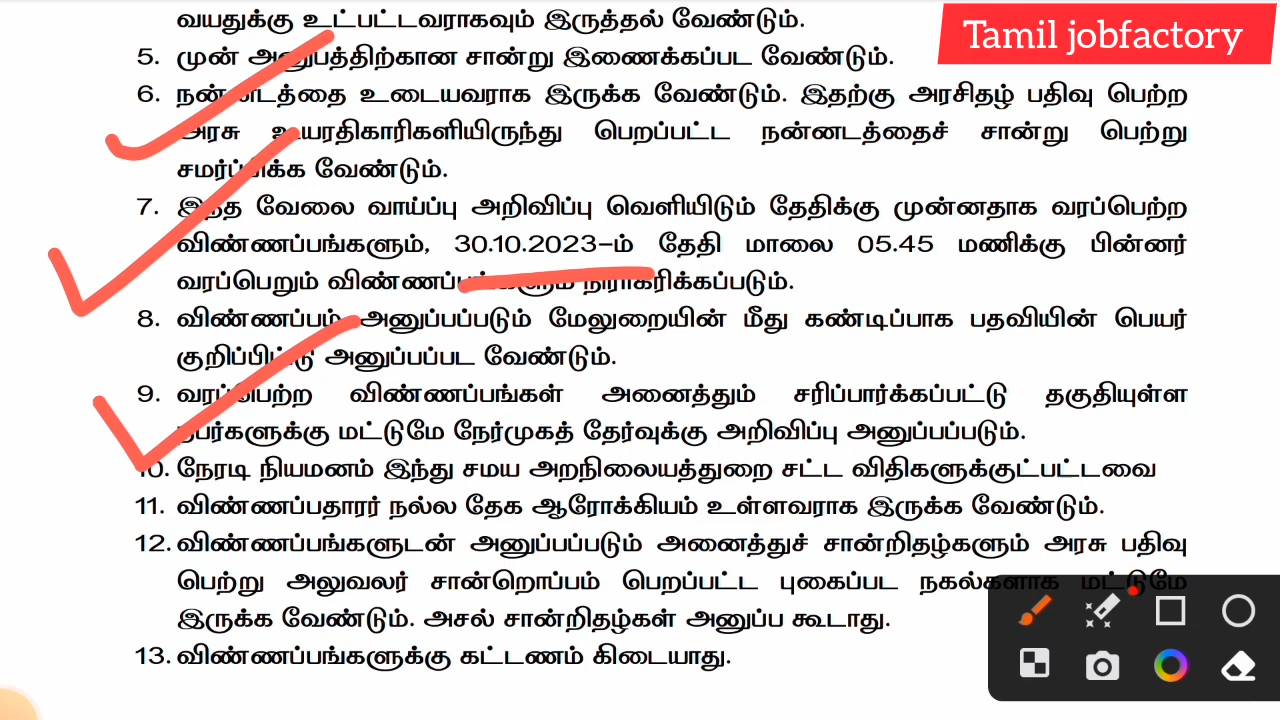 வயதுக்கு உட்பட்டவராகவும் இருத்தல் வேண்டும்.
Tamil jobfactory
5. முன் அனுபத்திற்கான சான்று இணைக்கப்பட வேண்டும்.
6. நன்னடத்தை உடையவராக இருக்க வேண்டும். இதற்கு அரசிதழ் பதிவு பெற்ற
அரசு உயரதிகாரிகளியிருந்து பெறப்பட்ட நன்னடத்தைச் சான்று பெற்று
சமர்ப்பிக்க வேண்டும்.
7. இந்த வேலை வாய்ப்பு அறிவிப்பு வெளியிடும் தேதிக்கு முன்னதாக வரப்பெற்ற
விண்ணப்பங்களும், 30.10.2023-ம் தேதி மாலை 05.45 மணிக்கு பின்னர்
வரப்பெறும் விண்ணப்பங்களும் நிராகரிக்கப்படும்.
8. விண்ணப்பம் அனுப்பப்படும் மேலுறையின் மீது கண்டிப்பாக பதவியின் பெயர்
குறிப்பிட்டு அனுப்பப்பட வேண்டும்.
9. வரப்பெற்ற விண்ணப்பங்கள் அனைத்தும் சரிப்பார்க்கப்பட்டு தகுதியுள்ள
நபர்களுக்கு மட்டுமே நேர்முகத் தேர்வுக்கு அறிவிப்பு அனுப்பப்படும்.
10. நேரடி நியமனம் இந்து சமய அறநிலையத்துறை சட்ட விதிகளுக்குட்பட்டவை
11. விண்ணப்பதாரர் நல்ல தேக ஆரோக்கியம் உள்ளவராக இருக்க வேண்டும்.
12. விண்ணப்பங்களுடன் அனுப்பப்படும் அனைத்துச் சான்றிதழ்களும் அரசு பதிவு
பெற்று அலுவலர் சான்றொப்பம் பெறப்பட்ட புகைப்பட நகல்களாக மட்டுமே
இருக்க வேண்டும். அசல் சான்றிதழ்கள் அனுப்ப கூடாது.
13. விண்ணப்பங்களுக்கு கட்டணம் கிடையாது.